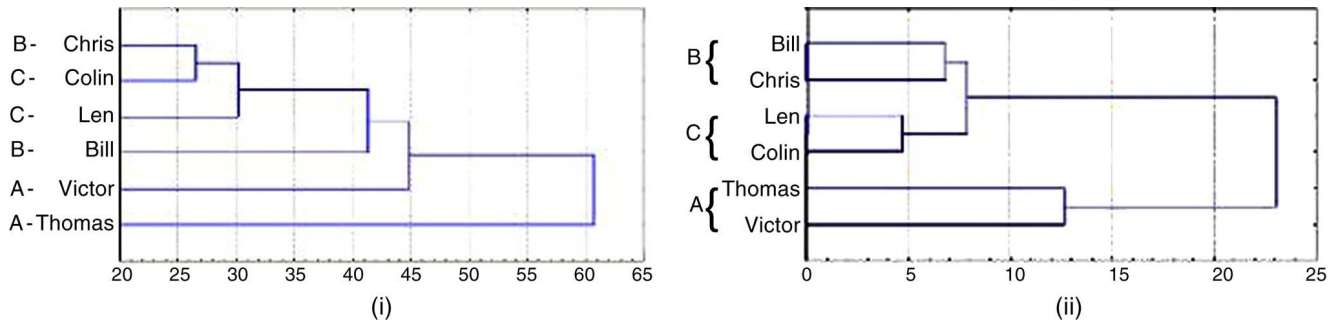 B- Chris
C- Colin
C- Len
B- Bill
A- Victor
A-Thomas
20 25 30 35 40 45 50 55 60 65
(i)
B { Bill
Chris
C { Len
Colin
A { Thomas
Victor
0 5 10 15 20 25
(ii)